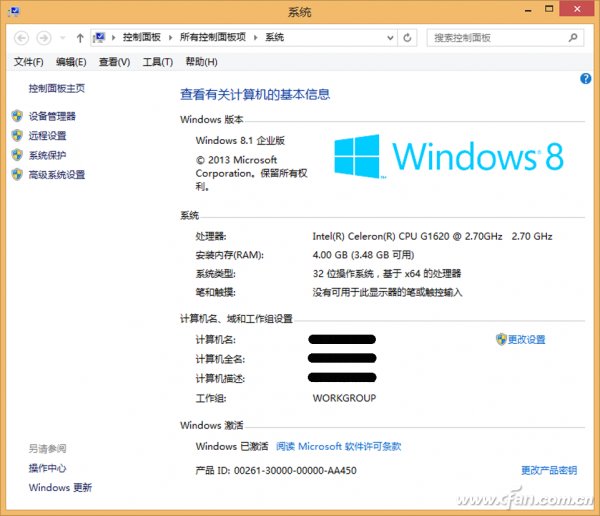 系统
控制面板 ▸ 所有控制面板项 ▸ 系统
搜索控制面板
文件(F) 编辑(E) 查看(V) 工具(T) 帮助(H)
控制面板主页
设备管理器
远程设置
系统保护
高级系统设置
查看有关计算机的基本信息
Windows 版本
Windows 8.1 企业版
© 2013 Microsoft
Corporation。保留所有权
利。
Windows® 8
系统
处理器: Intel(R) Celeron(R) CPU G1620 @ 2.70GHz 2.70 GHz
安装内存(RAM): 4.00 GB (3.48 GB 可用)
系统类型: 32 位操作系统，基于 x64 的处理器
笔和触摸: 没有可用于此显示器的笔或触控输入
计算机名、域和工作组设置
计算机名:
更改设置
计算机全名:
计算机描述:
工作组: WORKGROUP
Windows 激活
Windows 已激活 阅读 Microsoft 软件许可条款
产品 ID: 00261-30000-00000-AA450
更改产品密钥
另请参阅
操作中心
Windows 更新
www.cfan.com.cn